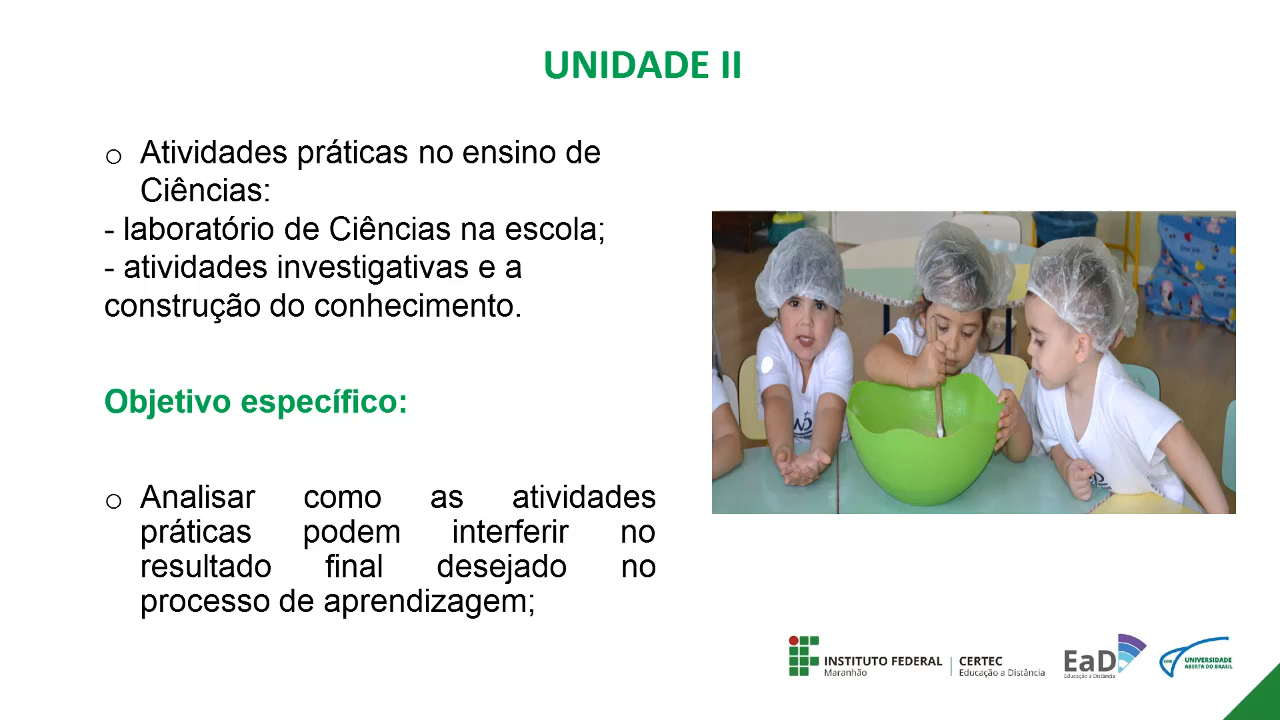 UNIDADE II
o Atividades práticas no ensino de
Ciências:
- laboratório de Ciências na escola;
- atividades investigativas e a
construção do conhecimento.
Objetivo específico:
o Analisar como as atividades
práticas podem interferir no
resultado final desejado no
processo de aprendizagem;
INSTITUTO FEDERAL
Maranhão
CERTEC
Educação a Distância
EaD
Educação a Distância
UNIVERSIDADE
ABERTA DO BRASIL